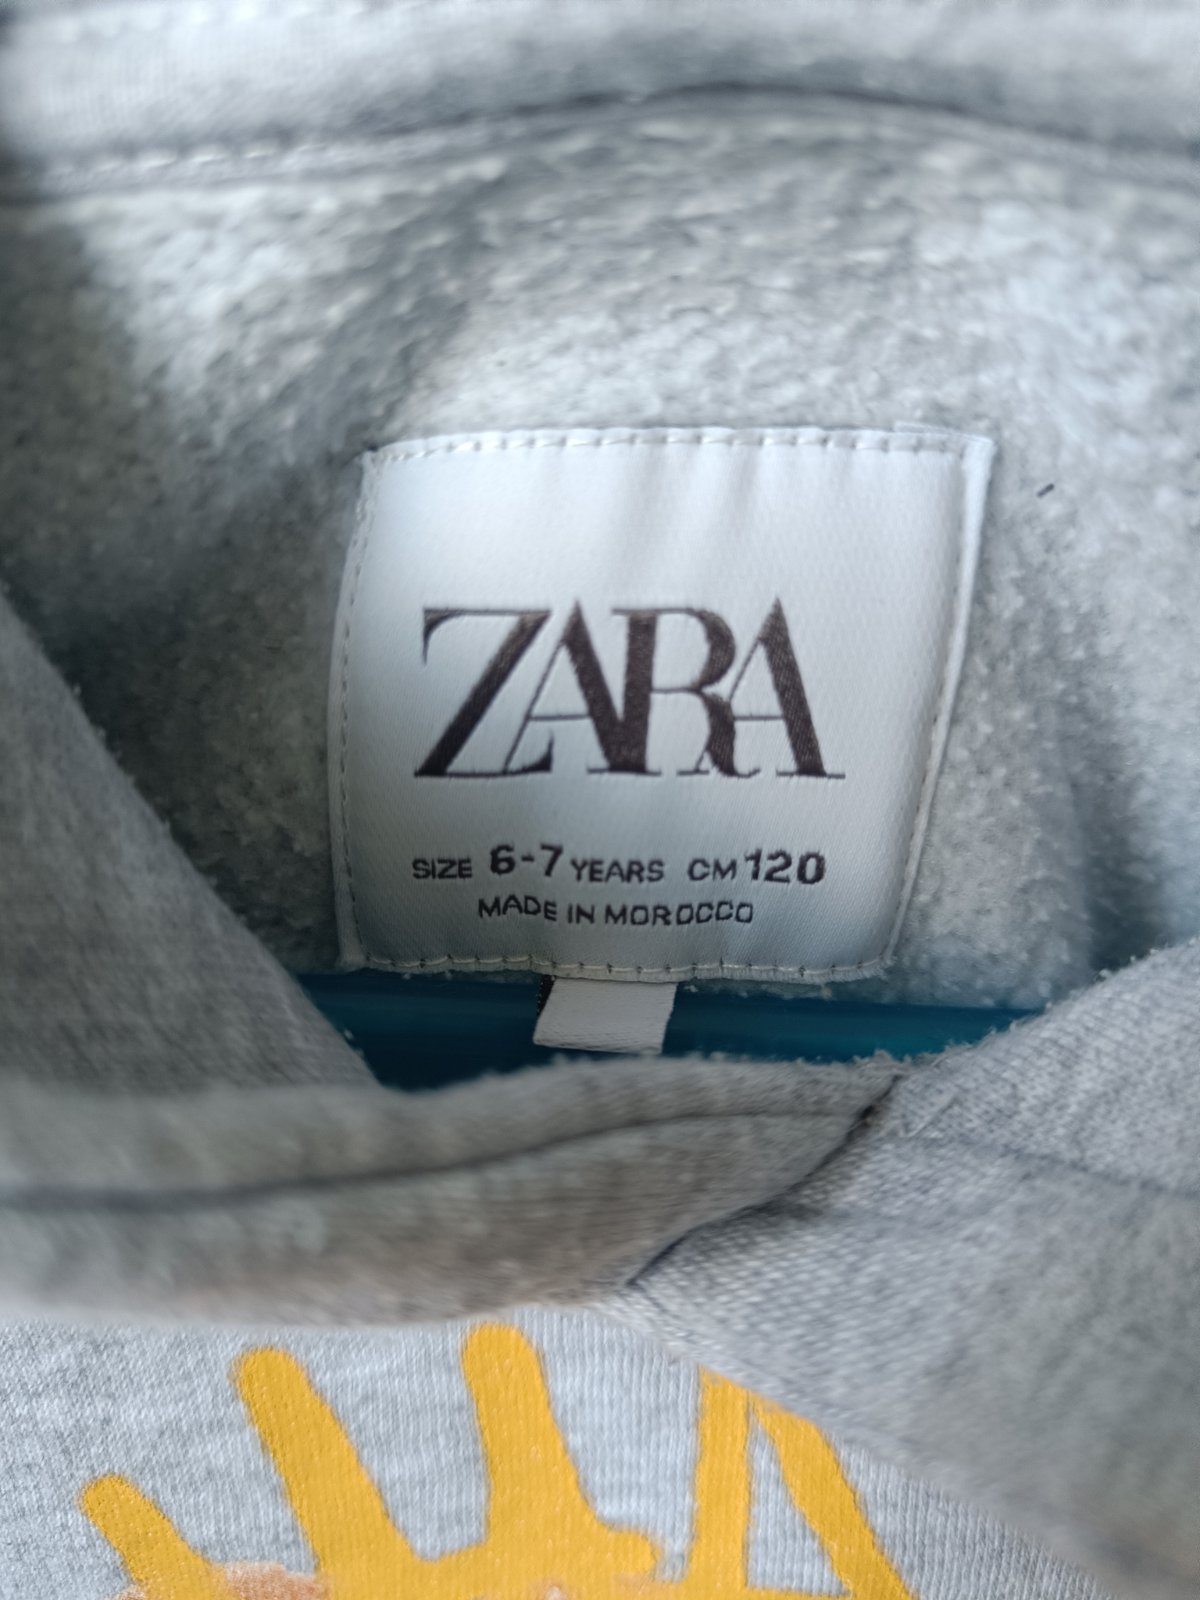 ZARA
SIZE 6-7 YEARS CM 120
MADE IN MOROCCO